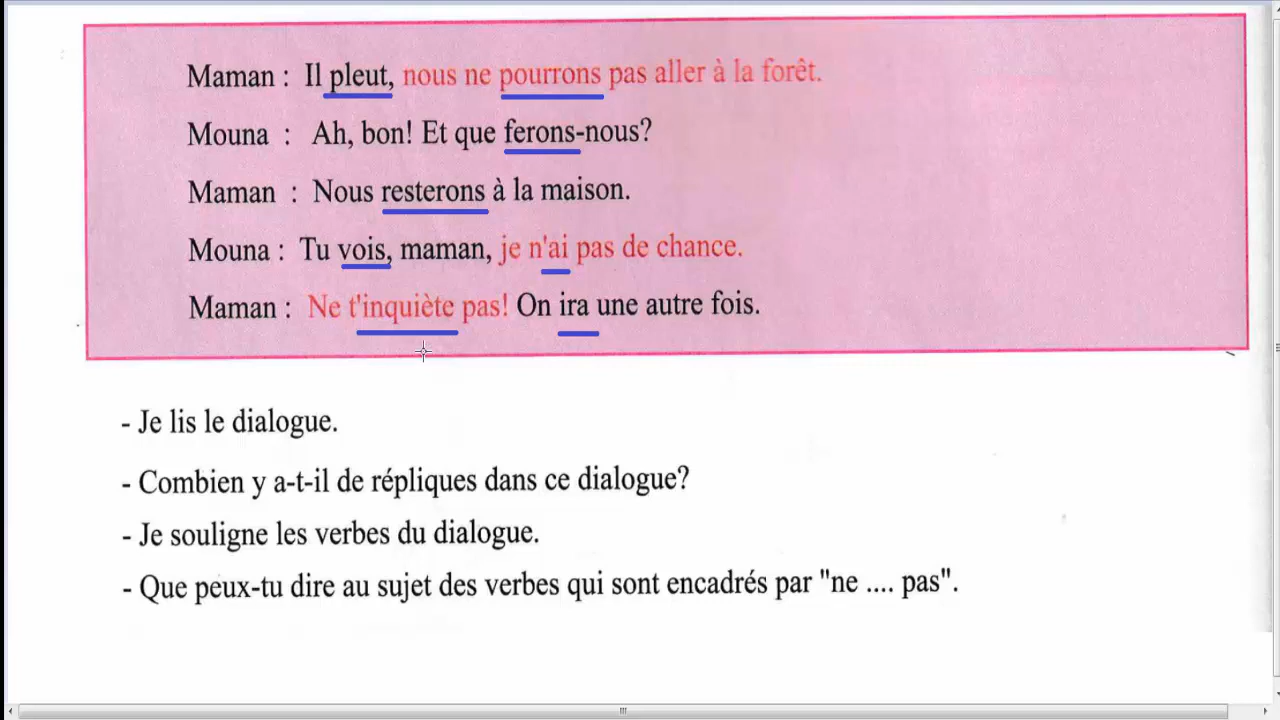 Maman : Il pleut, nous ne pourrons pas aller à la forêt.
Mouna : Ah, bon! Et que ferons-nous?
Maman : Nous resterons à la maison.
Mouna : Tu vois, maman, je n'ai pas de chance.
Maman : Ne t'inquiète pas! On ira une autre fois.
- Je lis le dialogue.
- Combien y a-t-il de répliques dans ce dialogue?
- Je souligne les verbes du dialogue.
- Que peux-tu dire au sujet des verbes qui sont encadrés par "ne .... pas".